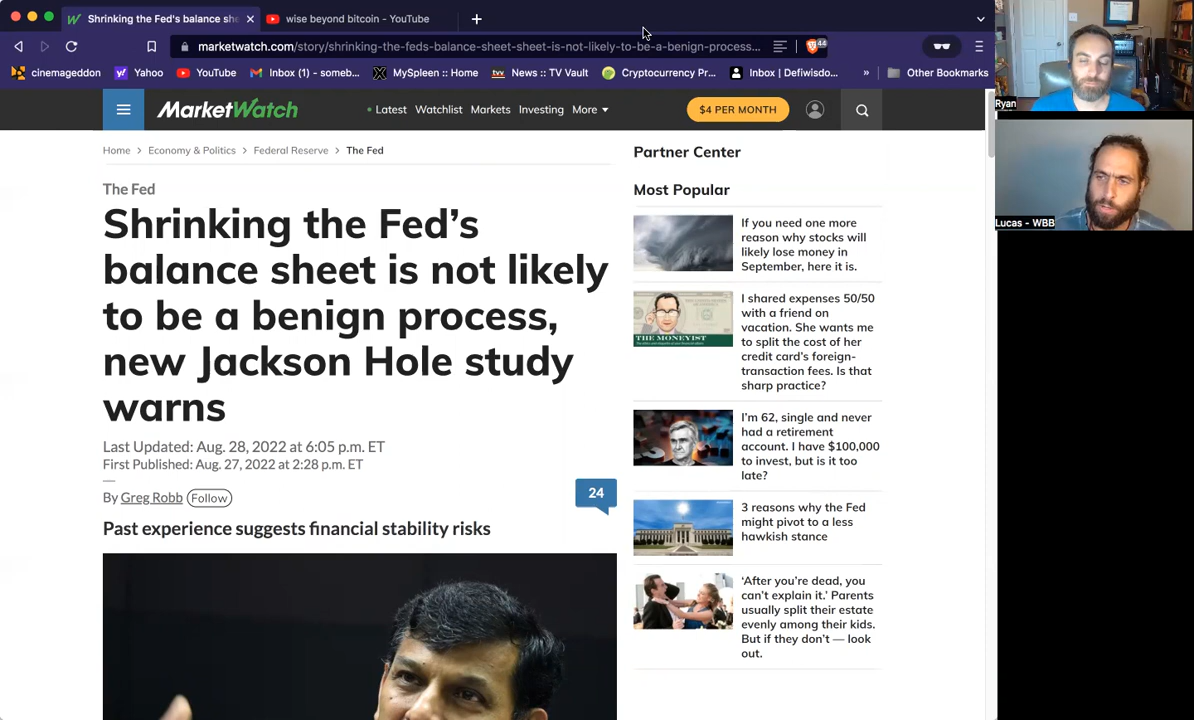 Shrinking the Fed's balance she
wise beyond bitcoin - YouTube
marketwatch.com/story/shrinking-the-feds-balance-sheet-sheet-is-not-likely-to-be-a-benign-process...
44
cinemageddon
Yahoo
YouTube
Inbox (1) - someb...
MySpleen :: Home
News :: TV Vault
Cryptocurrency Pr...
Inbox | Defiwisdo...
»
Other Bookmarks
MarketWatch
Latest
Watchlist
Markets
Investing
More
$4 PER MONTH
Home > Economy & Politics > Federal Reserve > The Fed
The Fed
Shrinking the Fed's
balance sheet is not likely
to be a benign process,
new Jackson Hole study
warns
Last Updated: Aug. 28, 2022 at 6:05 p.m. ET
First Published: Aug. 27, 2022 at 2:28 p.m. ET
By Greg Robb Follow
24
Past experience suggests financial stability risks
Partner Center
Most Popular
If you need one more
reason why stocks will
likely lose money in
September, here it is.
THE MONEYIST
I shared expenses 50/50
with a friend on
vacation. She wants me
to split the cost of her
credit card's foreign-
transaction fees. Is that
sharp practice?
I'm 62, single and never
had a retirement
account. I have $100,000
to invest, but is it too
late?
3 reasons why the Fed
might pivot to a less
hawkish stance
'After you're dead, you
can't explain it.' Parents
usually split their estate
evenly among their kids.
But if they don't — look
out.
Ryan
Lucas - WBB